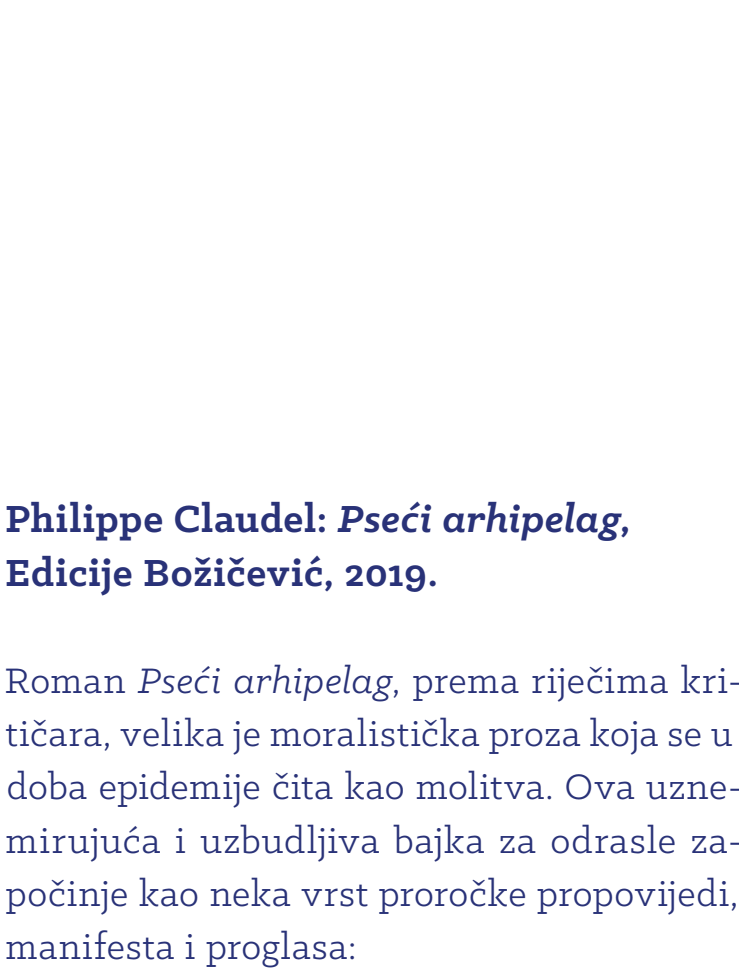 Philippe Claudel: Pseći arhipelag,
Edicije Božičević, 2019.
Roman Pseći arhipelag, prema riječima kri-
tičara, velika je moralistička proza koja se u
doba epidemije čita kao molitva. Ova uzne-
mirujuća i uzbudljiva bajka za odrasle za-
počinje kao neka vrst proročke propovijedi,
manifesta i proglasa: